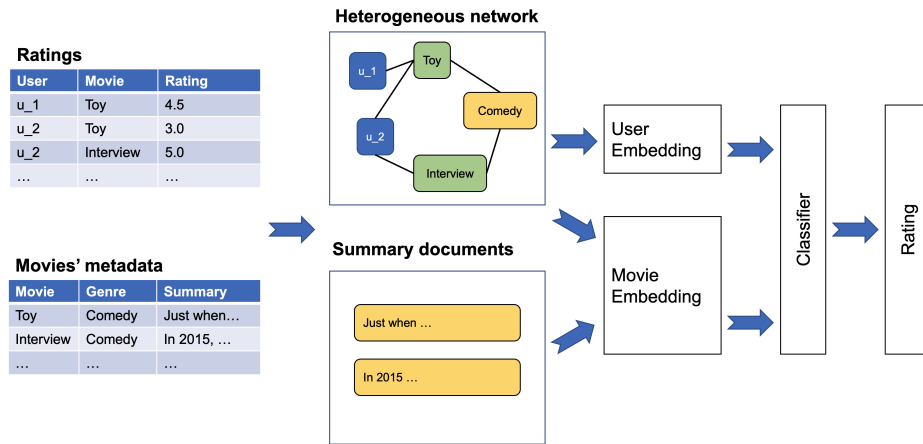 Heterogeneous network
Ratings
User Movie Rating
u_1 Toy 4.5
u_2 Toy 3.0
u_2 Interview 5.0
… … …
u_1
Toy
Comedy
u_2
Interview
Movies’ metadata
Movie Genre Summary
Toy Comedy Just when…
Interview Comedy In 2015, …
… … …
Summary documents
Just when …
In 2015 …
User
Embedding
Movie
Embedding
Classifier
Rating